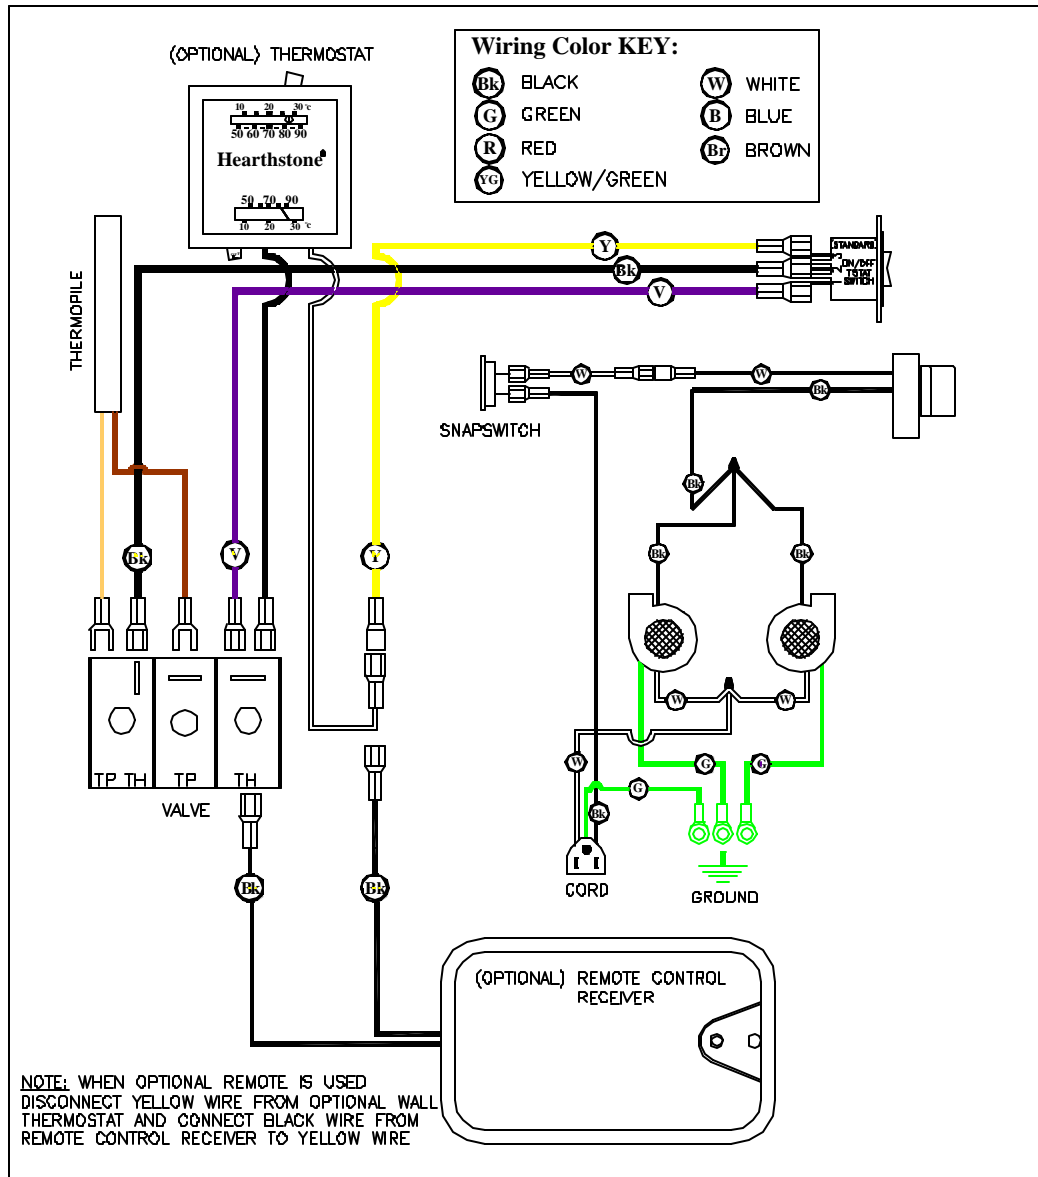 (OPTIONAL) THERMOSTAT
Wiring Color KEY:
Bk BLACK
W WHITE
G GREEN
B BLUE
R RED
Br BROWN
YG YELLOW/GREEN
10 20 30 °c
50 60 70 80 90
Hearthstone
50 70 90
10 20 30 °c
THERMOPILE
Y
Bk
V
STANDARD
3
ON/OFF
2
TSTAT
1
SWITCH
W
W
Bk
SNAPSWITCH
Bk
Bk
V
Y
Bk
Bk
W
W
TP TH
TP
TH
VALVE
W
G
G
G
Bk
CORD
GROUND
Bk
Bk
(OPTIONAL) REMOTE CONTROL
RECEIVER
NOTE: WHEN OPTIONAL REMOTE IS USED
DISCONNECT YELLOW WIRE FROM OPTIONAL WALL
THERMOSTAT AND CONNECT BLACK WIRE FROM
REMOTE CONTROL RECEIVER TO YELLOW WIRE